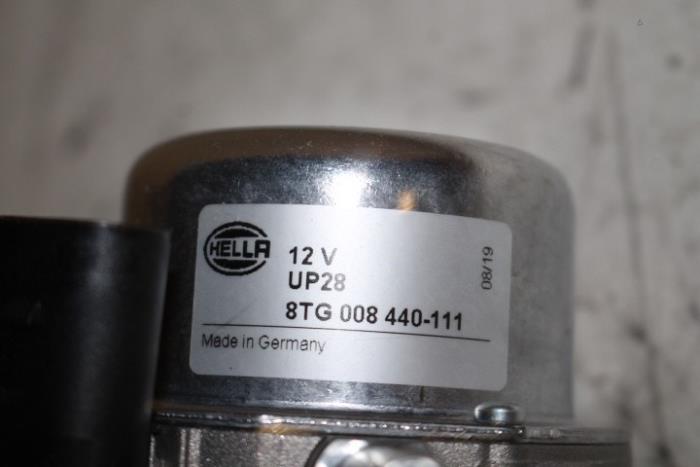 HELLA
12 V
UP28
8TG 008 440-111
08/19
Made in Germany